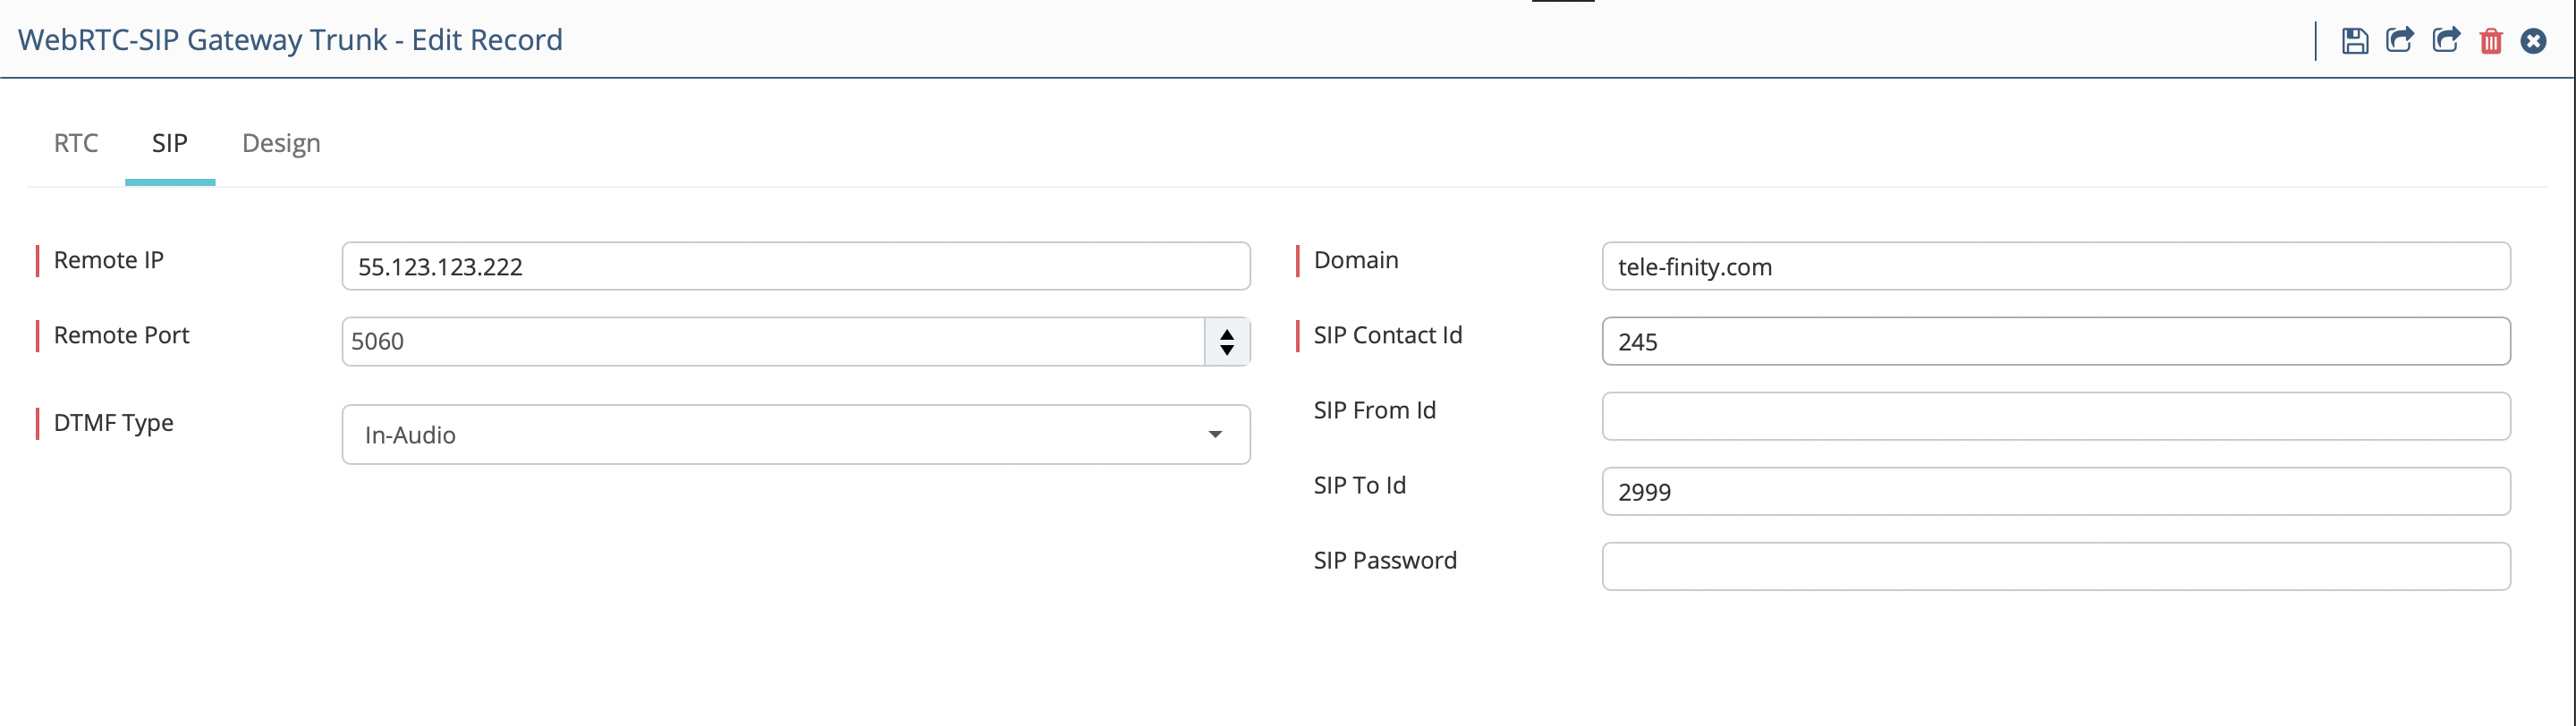 WebRTC-SIP Gateway Trunk - Edit Record
RTC
SIP
Design
Remote IP
55.123.123.222
Domain
tele-finity.com
Remote Port
5060
SIP Contact Id
245
DTMF Type
In-Audio
SIP From Id
SIP To Id
2999
SIP Password